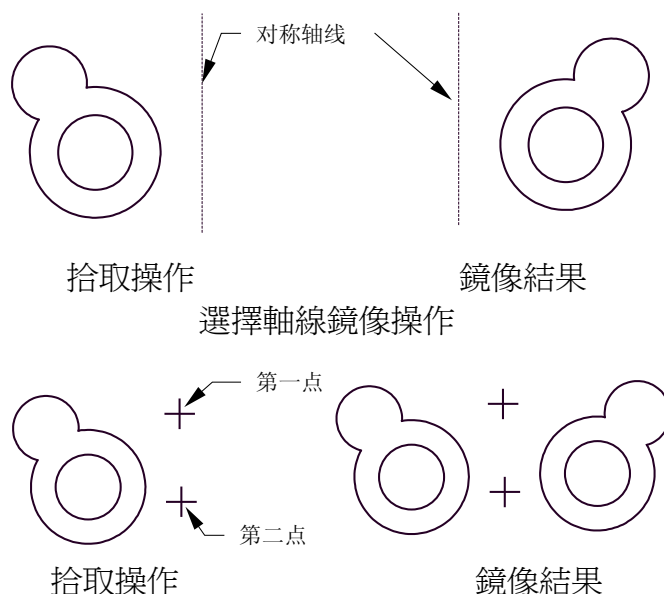 对称轴线
拾取操作
鏡像結果
選擇軸線鏡像操作
第一点
第二点
拾取操作
鏡像結果